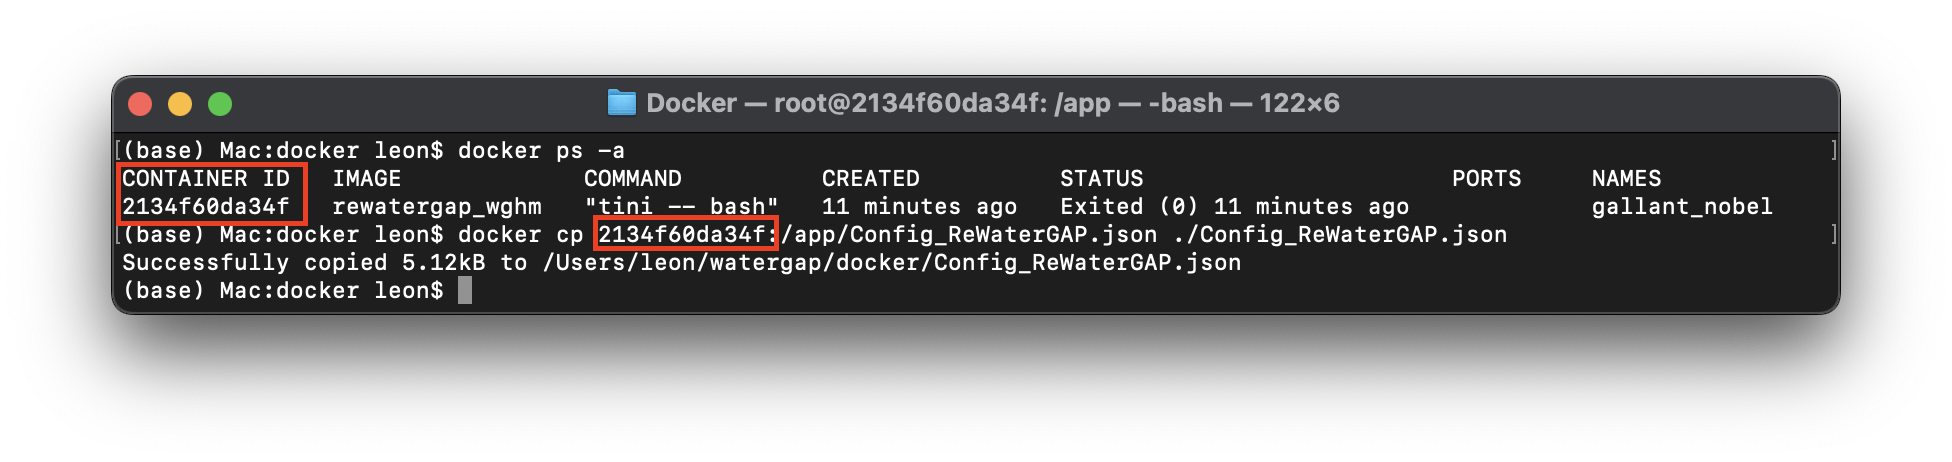 Docker — root@2134f60da34f: /app — -bash — 122×6
[(base) Mac:docker leon$ docker ps -a ]
CONTAINER ID IMAGE COMMAND CREATED STATUS PORTS NAMES
2134f60da34f rewatergap_wghm "tini -- bash" 11 minutes ago Exited (0) 11 minutes ago gallant_nobel
[(base) Mac:docker leon$ docker cp 2134f60da34f:/app/Config_ReWaterGAP.json ./Config_ReWaterGAP.json ]
Successfully copied 5.12kB to /Users/leon/watergap/docker/Config_ReWaterGAP.json
(base) Mac:docker leon$